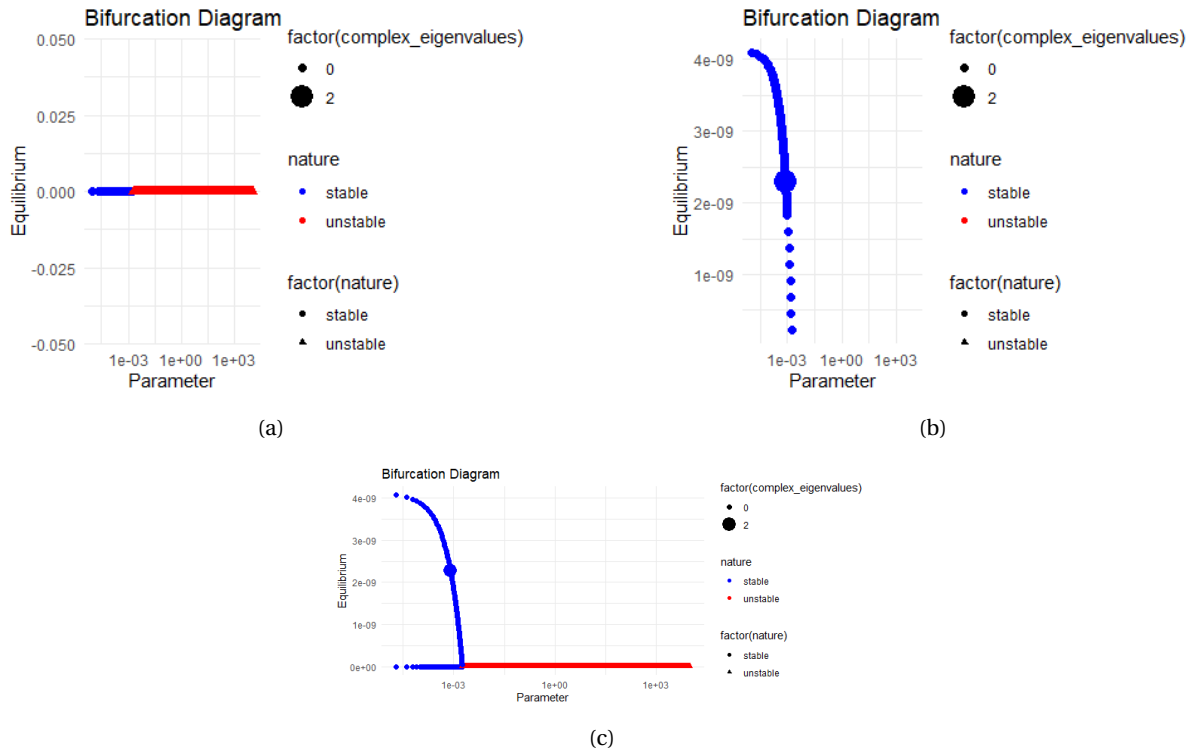 Bifurcation Diagram
0.050
0.025
0.000
-0.025
-0.050
Equilibrium
1e-03 1e+00 1e+03
Parameter
factor(complex_eigenvalues)
0
2
nature
stable
unstable
factor(nature)
stable
unstable
(a)
Bifurcation Diagram
4e-09
3e-09
2e-09
1e-09
Equilibrium
1e-03 1e+00 1e+03
Parameter
factor(complex_eigenvalues)
0
2
nature
stable
unstable
factor(nature)
stable
unstable
(b)
Bifurcation Diagram
4e-09
3e-09
2e-09
1e-09
0e+00
Equilibrium
1e-03 1e+00 1e+03
Parameter
factor(complex_eigenvalues)
0
2
nature
stable
unstable
factor(nature)
stable
unstable
(c)